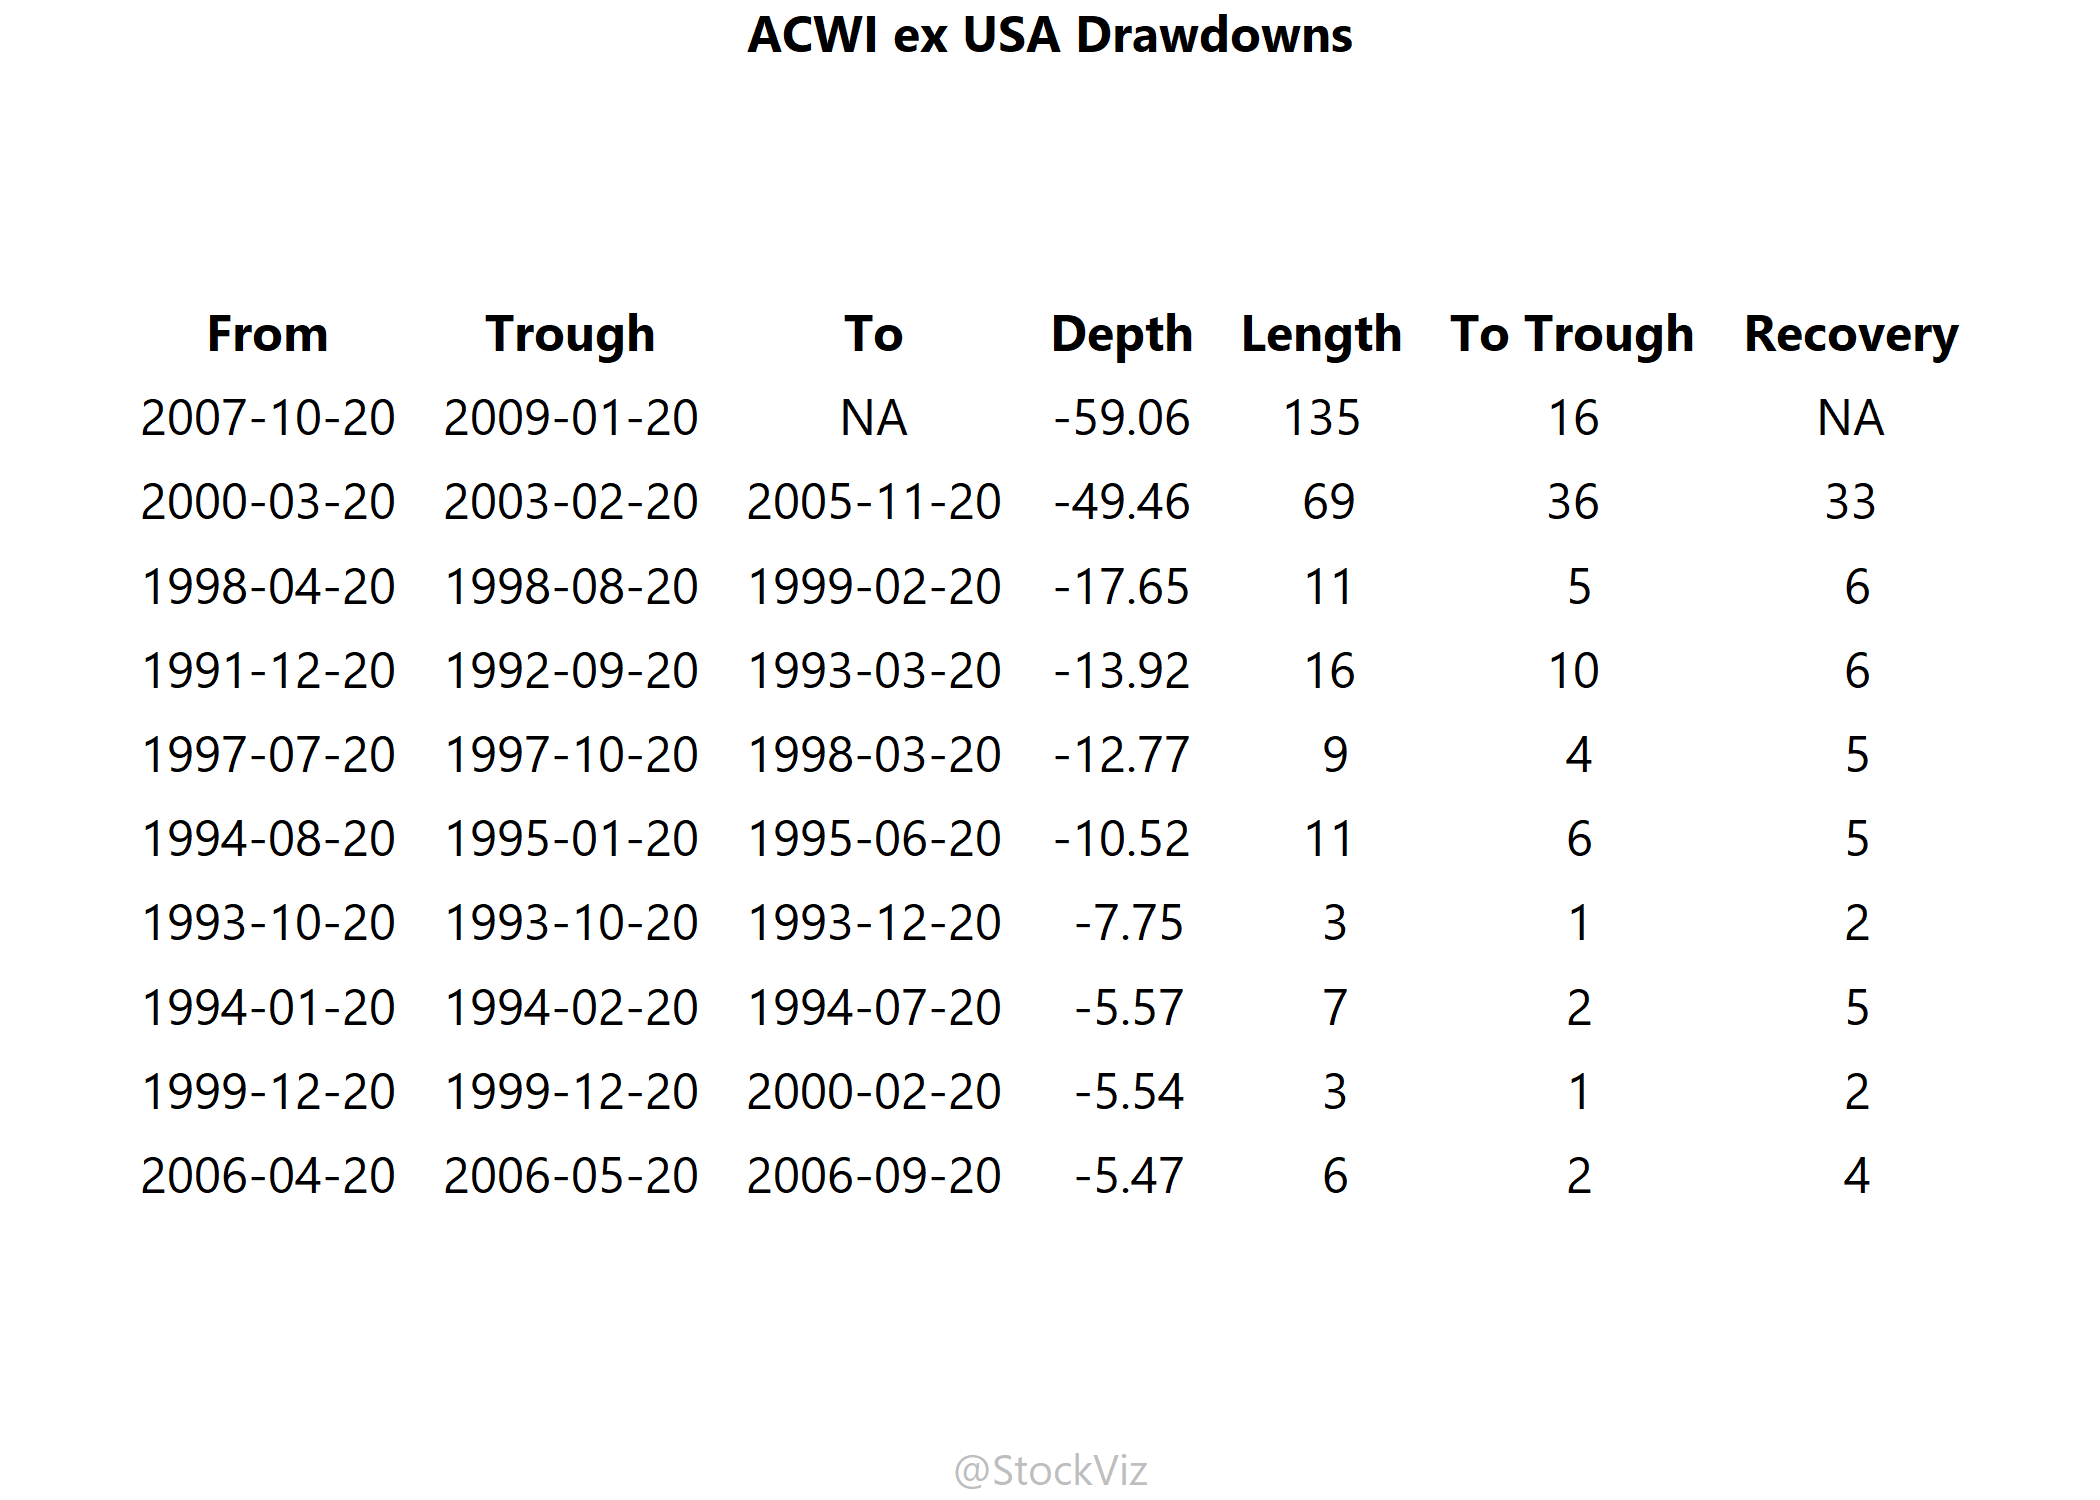 ACWI ex USA Drawdowns
From Trough To Depth Length To Trough Recovery
2007-10-20 2009-01-20 NA -59.06 135 16 NA
2000-03-20 2003-02-20 2005-11-20 -49.46 69 36 33
1998-04-20 1998-08-20 1999-02-20 -17.65 11 5 6
1991-12-20 1992-09-20 1993-03-20 -13.92 16 10 6
1997-07-20 1997-10-20 1998-03-20 -12.77 9 4 5
1994-08-20 1995-01-20 1995-06-20 -10.52 11 6 5
1993-10-20 1993-10-20 1993-12-20 -7.75 3 1 2
1994-01-20 1994-02-20 1994-07-20 -5.57 7 2 5
1999-12-20 1999-12-20 2000-02-20 -5.54 3 1 2
2006-04-20 2006-05-20 2006-09-20 -5.47 6 2 4
@StockViz